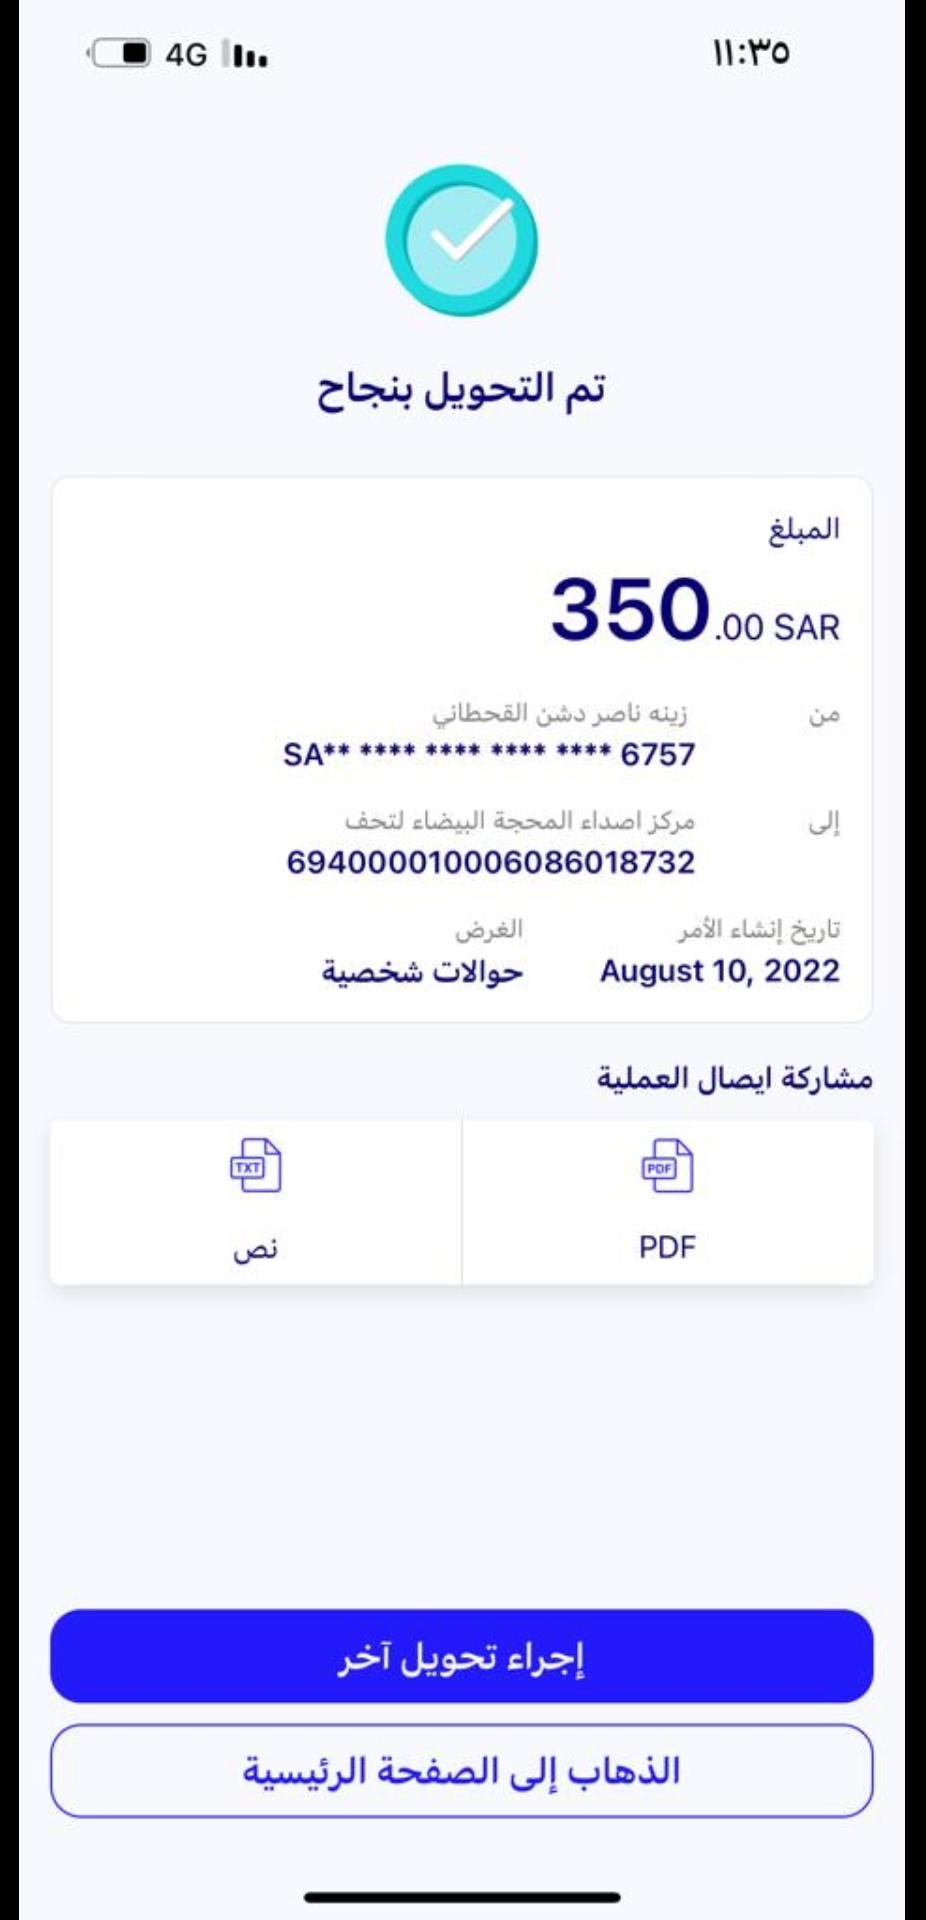 ١١:٣٥ 4G
تم التحويل بنجاح
المبلغ
350.00 SAR
من زينه ناصر دشن القحطاني
SA** **** **** **** **** 6757
إلى مركز اصداء المحجة البيضاء لتحف
694000010006086018732
تاريخ إنشاء الأمر الغرض
August 10, 2022 حوالات شخصية
مشاركة ايصال العملية
PDF TXT
PDF نص
إجراء تحويل آخر
الذهاب إلى الصفحة الرئيسية